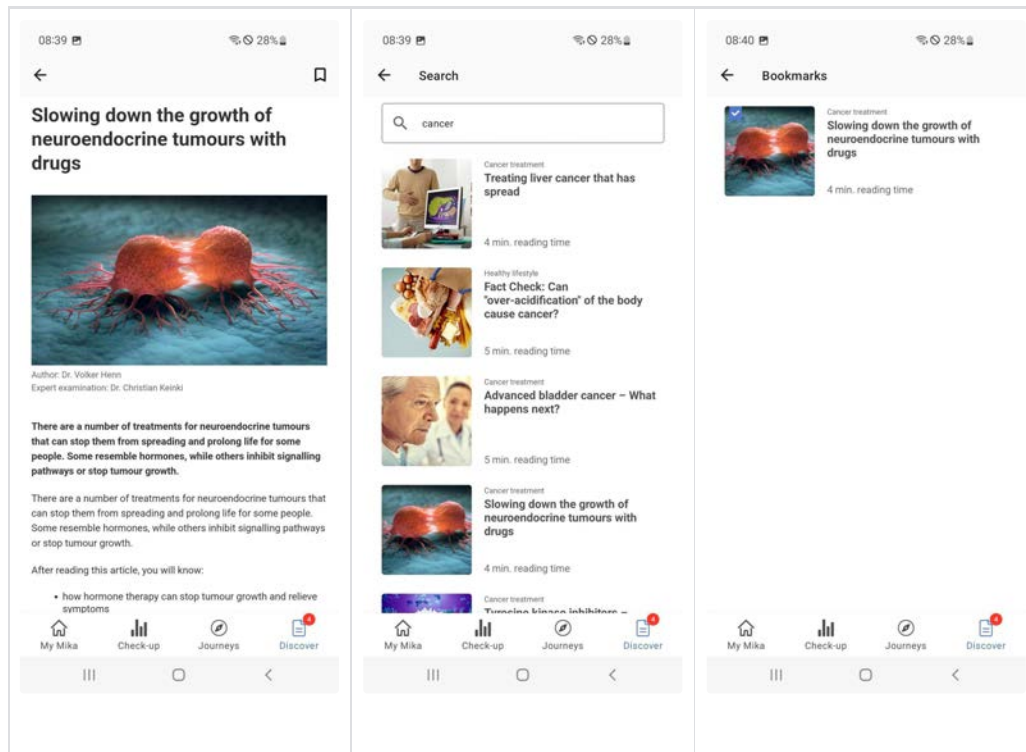 08:39
28%
Slowing down the growth of
neuroendocrine tumours with
drugs
Author: Dr. Volker Henn
Expert examination: Dr. Christian Keinki
There are a number of treatments for neuroendocrine tumours
that can stop them from spreading and prolong life for some
people. Some resemble hormones, while others inhibit signalling
pathways or stop tumour growth.
There are a number of treatments for neuroendocrine tumours that
can stop them from spreading and prolong life for some people.
Some resemble hormones, while others inhibit signalling pathways
or stop tumour growth.
After reading this article, you will know:
• how hormone therapy can stop tumour growth and relieve
symptoms
4
My Mika Check-up Journeys Discover
08:39
28%
Search
cancer
Cancer treatment
Treating liver cancer that has
spread
4 min. reading time
Healthy lifestyle
Fact Check: Can
"over-acidification" of the body
cause cancer?
5 min. reading time
Cancer treatment
Advanced bladder cancer – What
happens next?
5 min. reading time
Cancer treatment
Slowing down the growth of
neuroendocrine tumours with
drugs
4 min. reading time
Cancer treatment
Tyrosine kinase inhibitors –
4
My Mika Check-up Journeys Discover
08:40
28%
Bookmarks
Cancer treatment
Slowing down the growth of
neuroendocrine tumours with
drugs
4 min. reading time
4
My Mika Check-up Journeys Discover